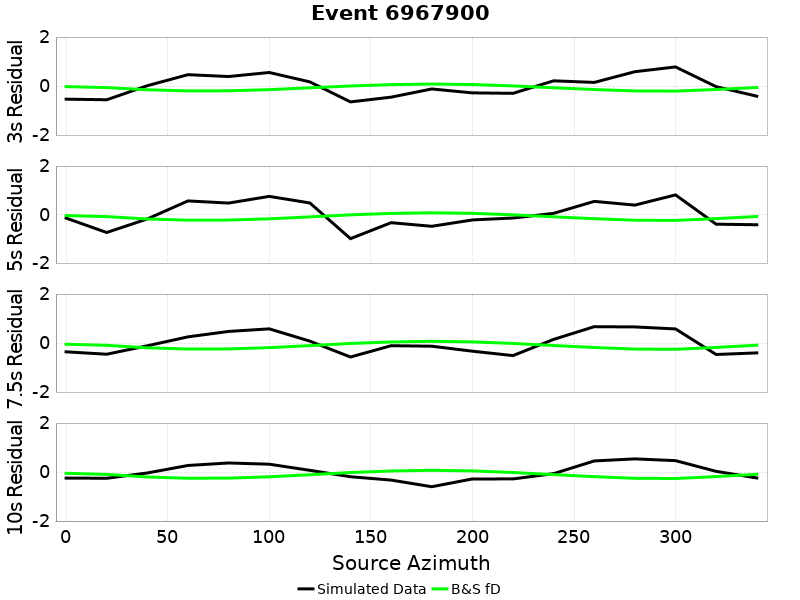 Event 6967900
3s Residual
2
0
-2
5s Residual
2
0
-2
7.5s Residual
2
0
-2
10s Residual
2
0
-2
0 50 100 150 200 250 300
Source Azimuth
Simulated Data B&S fD